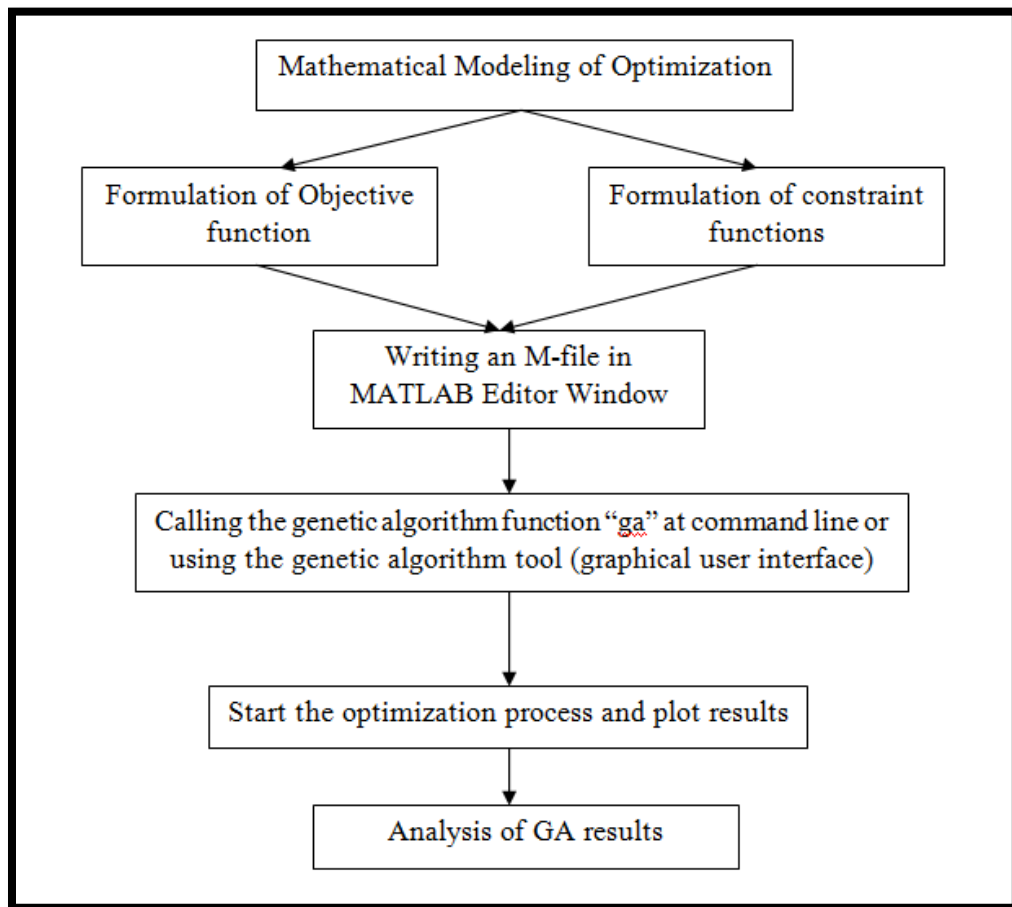 Mathematical Modeling of Optimization
Formulation of Objective
function
Formulation of constraint
functions
Writing an M-file in
MATLAB Editor Window
Calling the genetic algorithm function “ga” at command line or
using the genetic algorithm tool (graphical user interface)
Start the optimization process and plot results
Analysis of GA results